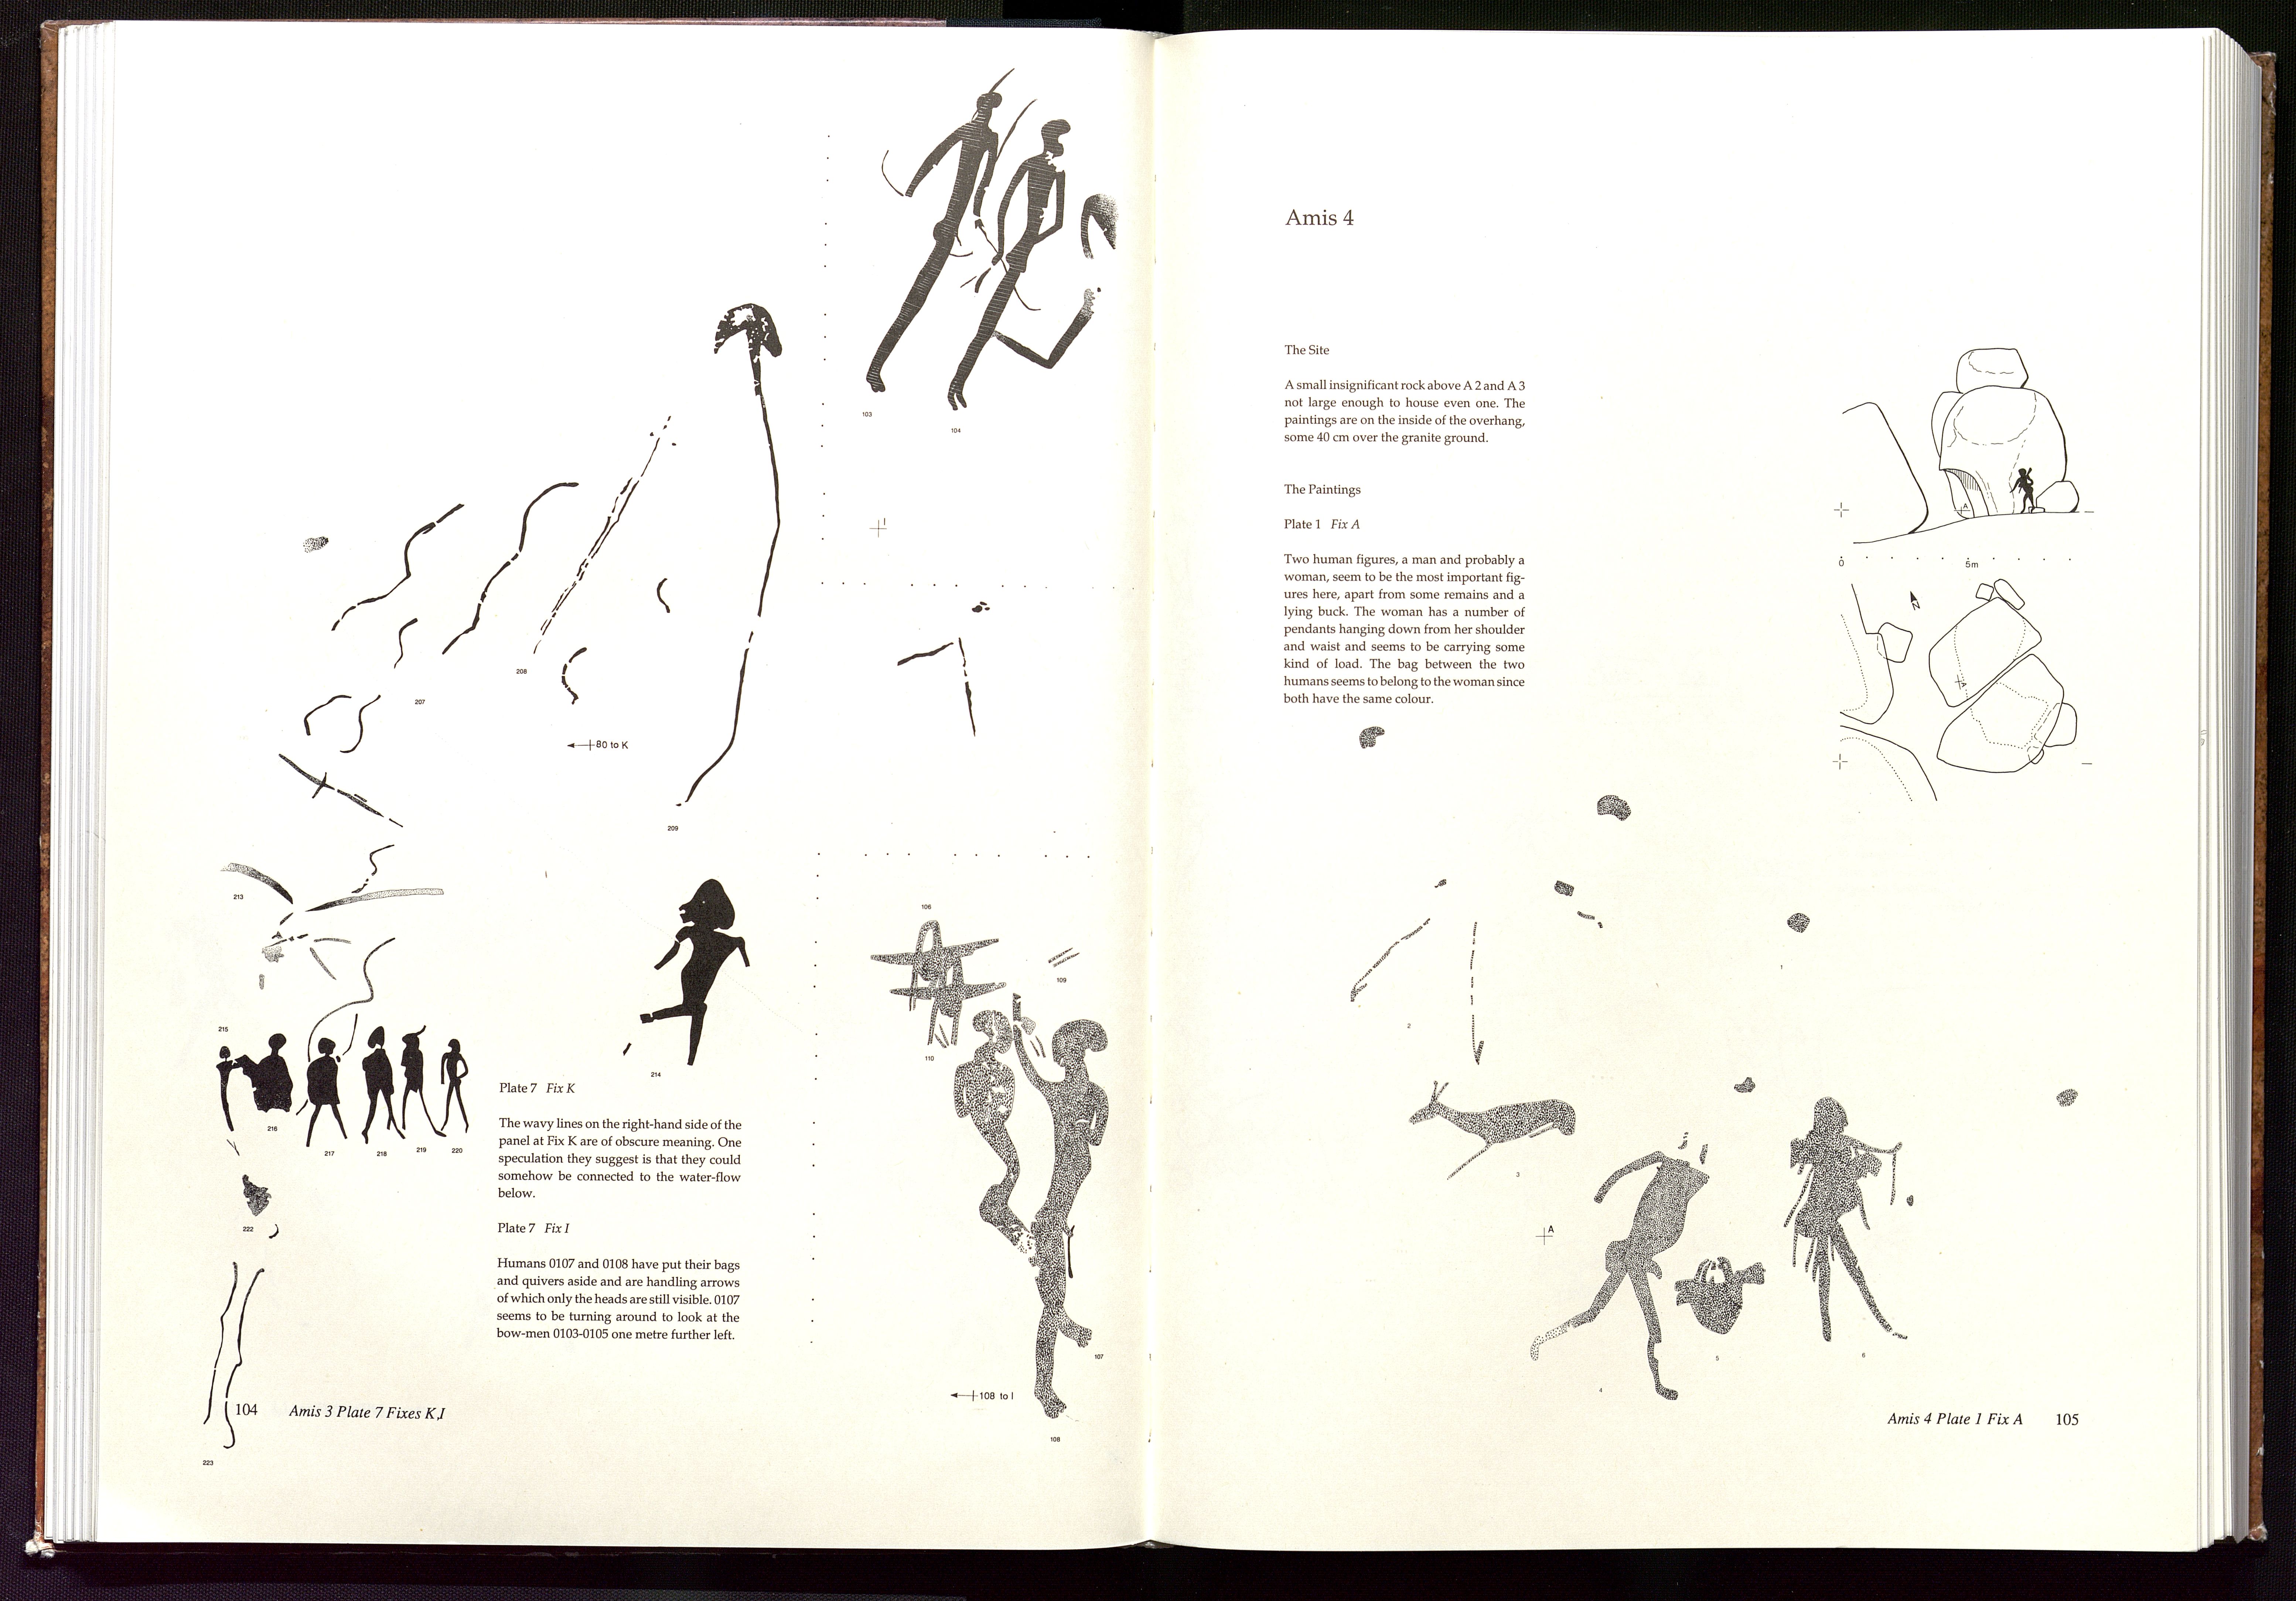 103
104
I
207
208
80 to K
209
213
106
109
110
215
214
216
217
218
219
220
Plate 7 Fix K
The wavy lines on the right-hand side of the
panel at Fix K are of obscure meaning. One
speculation they suggest is that they could
somehow be connected to the water-flow
below.
222
Plate 7 Fix I
Humans 0107 and 0108 have put their bags
and quivers aside and are handling arrows
of which only the heads are still visible. 0107
seems to be turning around to look at the
bow-men 0103-0105 one metre further left.
107
108 to I
108
104 Amis 3 Plate 7 Fixes K,I
223
Amis 4
The Site
A small insignificant rock above A 2 and A 3
not large enough to house even one. The
paintings are on the inside of the overhang,
some 40 cm over the granite ground.
The Paintings
Plate 1 Fix A
Two human figures, a man and probably a
woman, seem to be the most important fig-
ures here, apart from some remains and a
lying buck. The woman has a number of
pendants hanging down from her shoulder
and waist and seems to be carrying some
kind of load. The bag between the two
humans seems to belong to the woman since
both have the same colour.
A
0 5m
N
A
1
2
3
A
4
5
6
Amis 4 Plate 1 Fix A 105